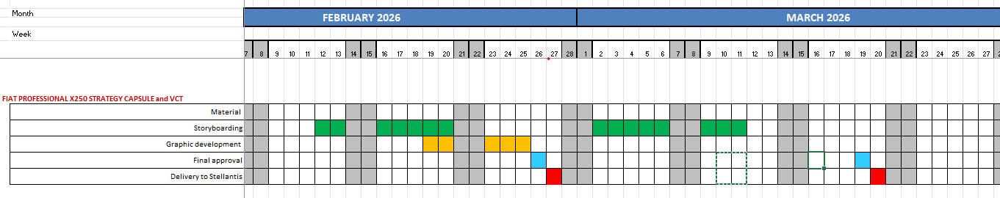 Month
FEBRUARY 2026 MARCH 2026
Week
7 8 9 10 11 12 13 14 15 16 17 18 19 20 21 22 23 24 25 26 27 28 1 2 3 4 5 6 7 8 9 10 11 12 13 14 15 16 17 18 19 20 21 22 23 24 25 26 27
FIAT PROFESSIONAL X250 STRATEGY CAPSULE and VCT
Material
Storyboarding
Graphic development
Final approval
Delivery to Stellantis